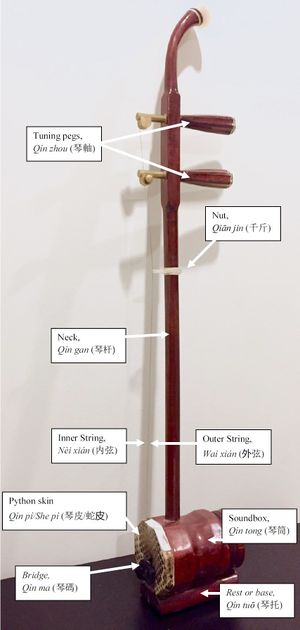 Tuning pegs,
Qin zhou (琴軸)
Nut,
Qiān jin (千斤)
Neck,
Qin gan (琴杆)
Inner String,
Nèi xián (内弦)
Outer String,
Wai xián (外弦)
Python skin
Qin pi/She pi (琴皮/蛇皮)
Soundbox,
Qin tong (琴筒)
Bridge,
Qin ma (琴碼)
Rest or base,
Qin tuō (琴托)